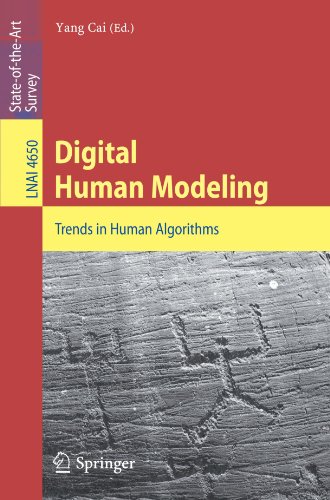 Yang Cai (Ed.)
State-of-the-Art
Survey
LNAI 4650
Digital
Human Modeling
Trends in Human Algorithms
Springer